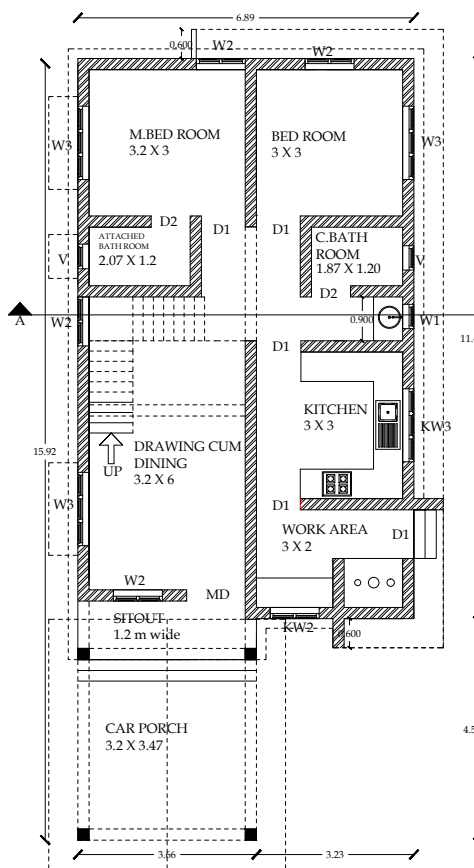 6.89
0.600
W2
W2
M.BED ROOM
3.2 X 3
BED ROOM
3 X 3
W3
W3
D2
D1
D1
ATTACHED
BATH ROOM
2.07 X 1.2
C.BATH
ROOM
1.87 X 1.20
V
V
D2
A
W2
0.900
W1
D1
11.
KITCHEN
3 X 3
KW3
15.92
DRAWING CUM
DINING
3.2 X 6
UP
W3
D1
WORK AREA
3 X 2
D1
W2
MD
SITOUT
1.2 m wide
KW2
0.600
CAR PORCH
3.2 X 3.47
4.5
3.66
3.23